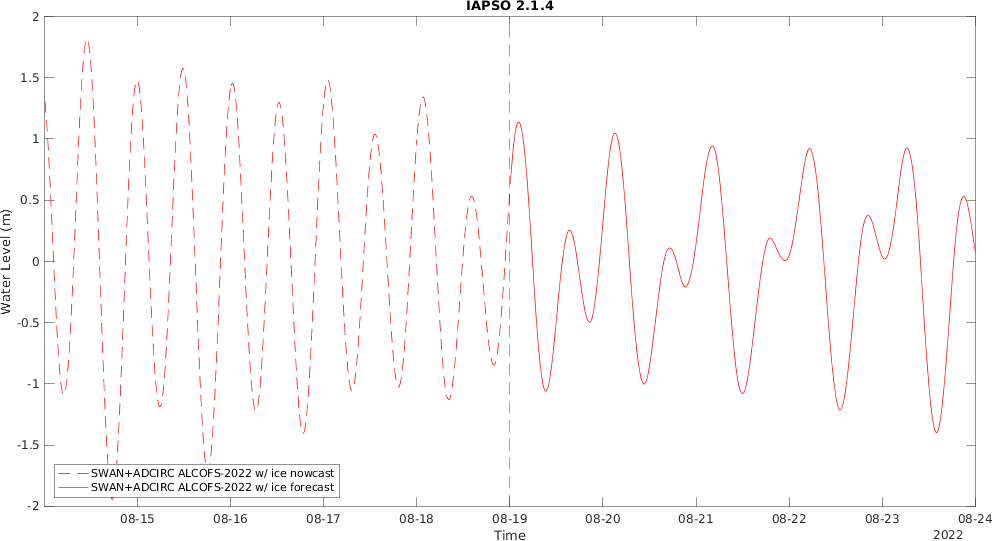 IAPSO 2.1.4
Water Level (m)
2
1.5
1
0.5
0
-0.5
-1
-1.5
-2
SWAN+ADCIRC ALCOFS-2022 w/ ice nowcast
SWAN+ADCIRC ALCOFS-2022 w/ ice forecast
08-15 08-16 08-17 08-18 08-19 08-20 08-21 08-22 08-23 08-24
Time
2022